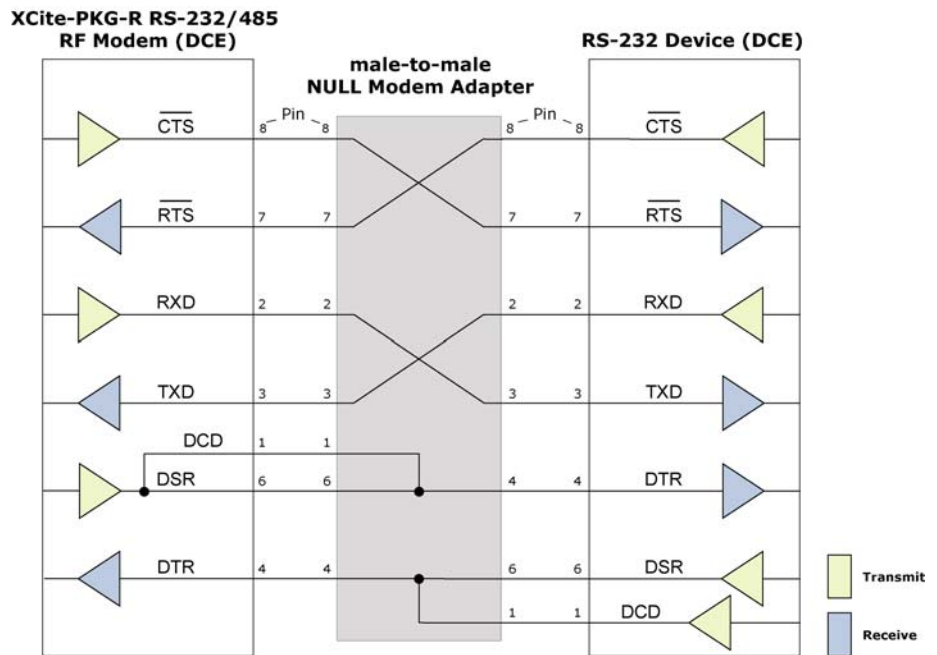 XCite-PKG-R RS-232/485
RF Modem (DCE)
male-to-male
NULL Modem Adapter
RS-232 Device (DCE)
CTS 8 Pin 8 8 Pin 8 CTS
RTS 7 7 7 7 RTS
RXD 2 2 2 2 RXD
TXD 3 3 3 3 TXD
DCD 1 1
DSR 6 6 4 4 DTR
DTR 4 4 6 6 DSR
1 1 DCD
Transmit
Receive